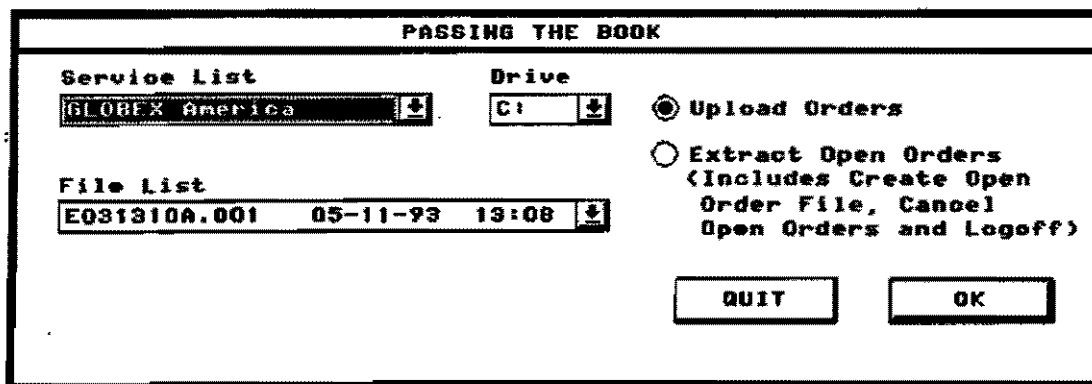 PASSING THE BOOK
Service List
GLOBEX America
Drive
C:
Upload Orders
Extract Open Orders
(Includes Create Open
Order File, Cancel
Open Orders and Logoff)
File List
E031310A.001 05-11-93 13:08
QUIT
OK